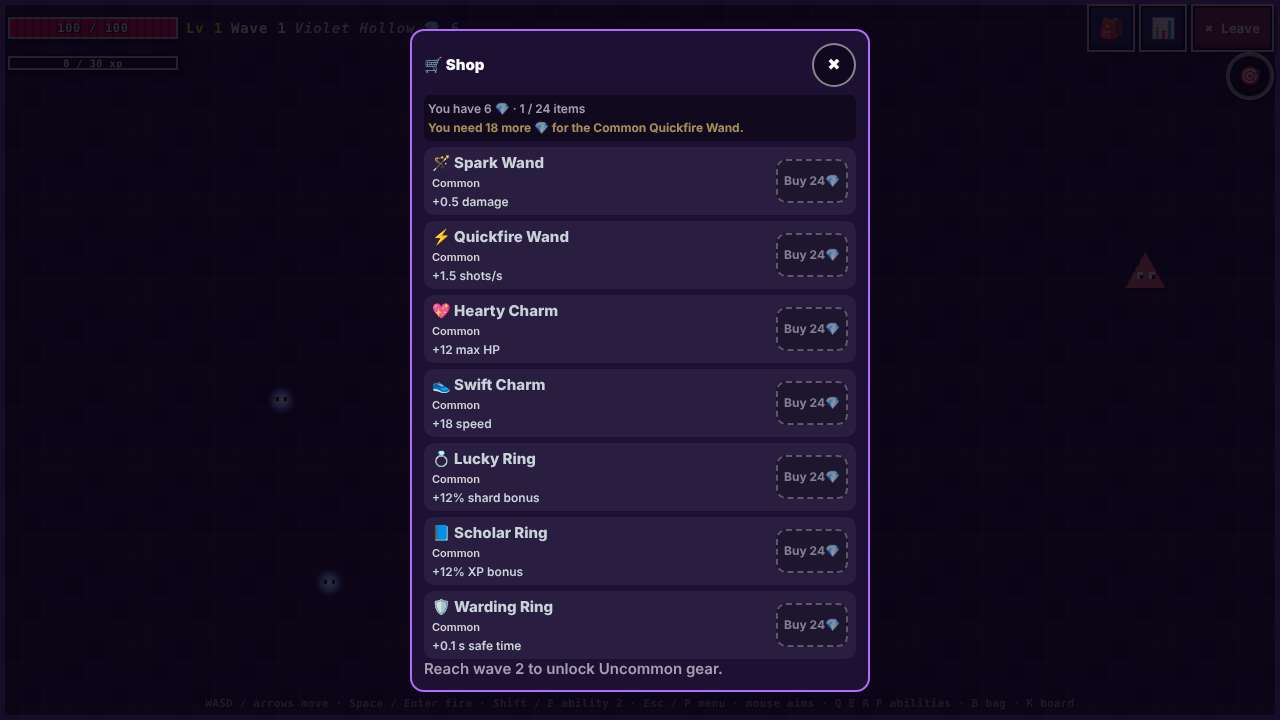 100 / 100 Lv 1 Wave 1 Violet Hollow 💎 6
0 / 30 xp
✖ Leave
🛒 Shop
✖
You have 6 💎 · 1 / 24 items
You need 18 more 💎 for the Common Quickfire Wand.
Spark Wand
Common
+0.5 damage
Buy 24💎
Quickfire Wand
Common
+1.5 shots/s
Buy 24💎
Hearty Charm
Common
+12 max HP
Buy 24💎
Swift Charm
Common
+18 speed
Buy 24💎
Lucky Ring
Common
+12% shard bonus
Buy 24💎
Scholar Ring
Common
+12% XP bonus
Buy 24💎
Warding Ring
Common
+0.1 s safe time
Buy 24💎
Reach wave 2 to unlock Uncommon gear.
WASD / arrows move · Space / Enter fire · Shift / E ability 2 · Esc / P menu · mouse aims · Q E R F abilities · B bag · K board